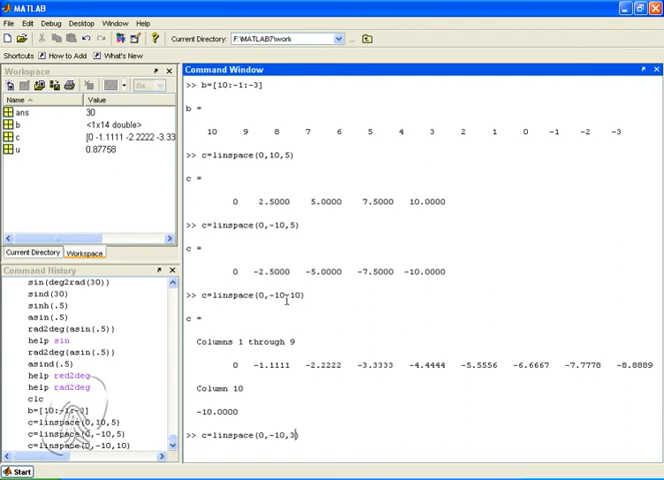 MATLAB
File Edit Debug Desktop Window Help
Current Directory: F:\MATLAB7\work
Shortcuts How to Add What's New
Workspace
Ba...
Name Value
ans 30
b <1x14 double>
c [0 -1.1111 -2.2222 -3.33
u 0.87758
Current Directory Workspace
Command History
sin(deg2rad(30))
sind(30)
sinh(.5)
asin(.5)
rad2deg(asin(.5))
help sin
rad2deg(asin(.5))
asind(.5)
help red2deg
help rad2deg
clc
b=[10:-1:-3]
c=linspace(0,10,5)
c=linspace(0,-10,5)
c=linspace(0,-10,10)
Command Window
>> b=[10:-1:-3]
b =
10 9 8 7 6 5 4 3 2 1 0 -1 -2 -3
>> c=linspace(0,10,5)
c =
0 2.5000 5.0000 7.5000 10.0000
>> c=linspace(0,-10,5)
c =
0 -2.5000 -5.0000 -7.5000 -10.0000
>> c=linspace(0,-10,10)
c =
Columns 1 through 9
0 -1.1111 -2.2222 -3.3333 -4.4444 -5.5556 -6.6667 -7.7778 -8.8889
Column 10
-10.0000
>> c=linspace(0,-10,3)
Start